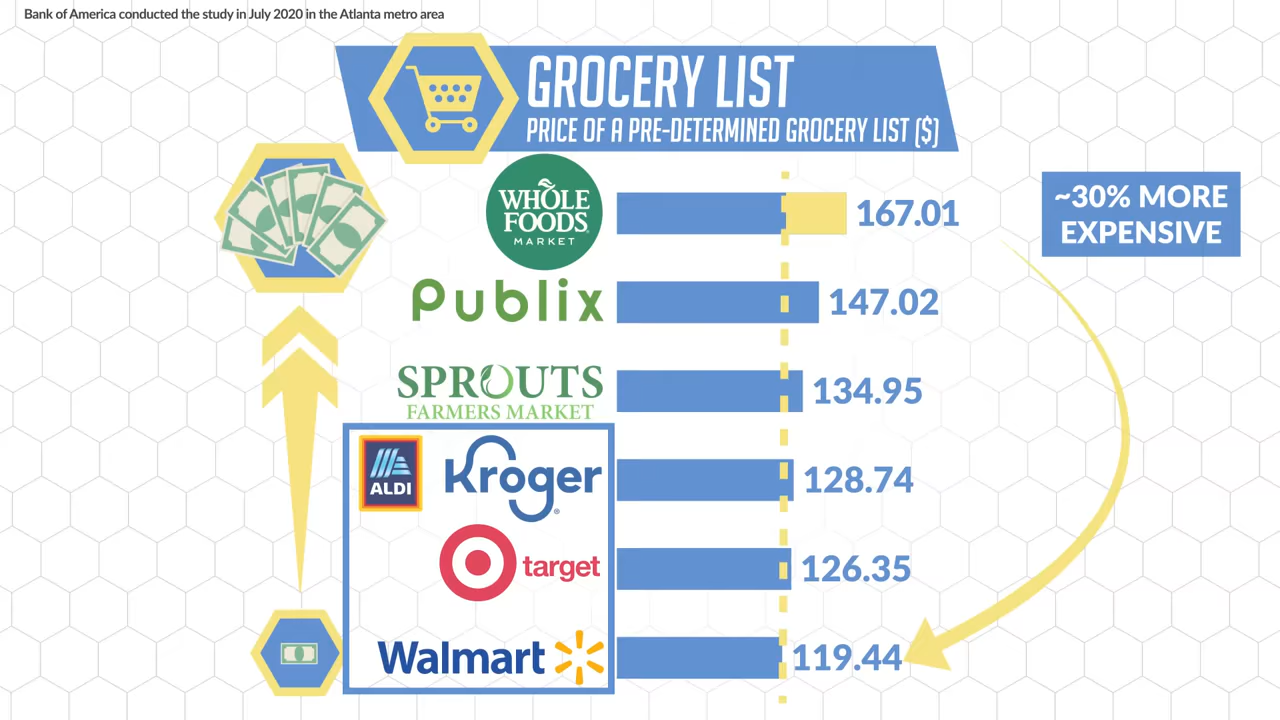 Bank of America conducted the study in July 2020 in the Atlanta metro area
GROCERY LIST
PRICE OF A PRE-DETERMINED GROCERY LIST ($)
WHOLE
FOODS
MARKET
167.01
~30% MORE
EXPENSIVE
Publix
147.02
SPROUTS
FARMERS MARKET
134.95
ALDI
Kroger
128.74
target
126.35
Walmart
119.44